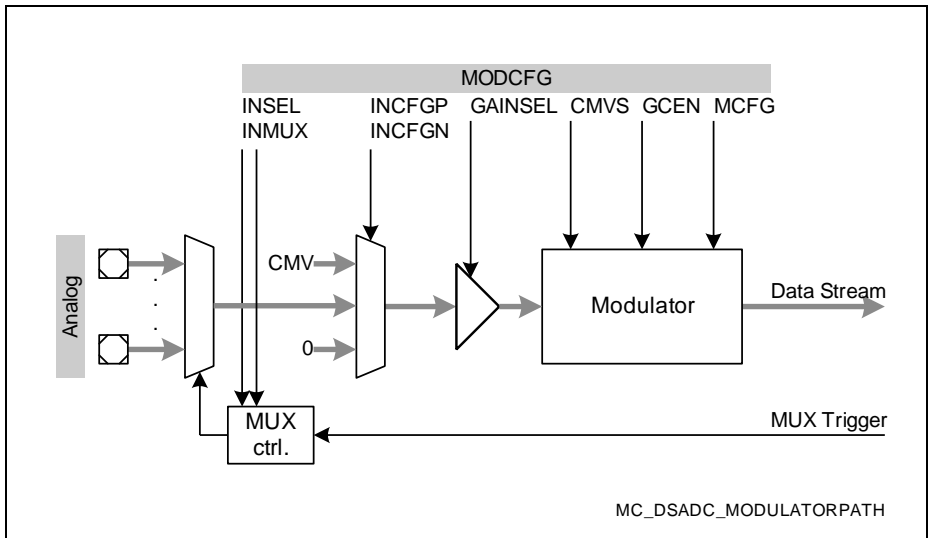 MODCFG
INSEL INCFGP GAINSEL CMVS GCEN MCFG
INMUX INCFGN
Analog
CMV
.
.
.
.
0
Modulator
Data Stream
MUX
ctrl.
MUX Trigger
MC_DSADC_MODULATORPATH